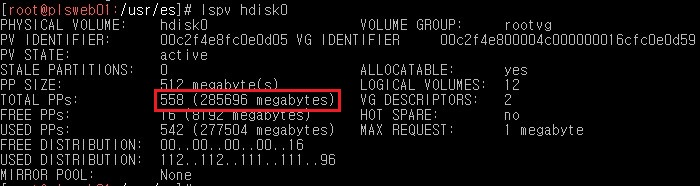 [root@plsweb01:/usr/es]# lspv hdisk0
PHYSICAL VOLUME:    hdisk0    VOLUME GROUP:    rootvg
PV IDENTIFIER:    00c2f4e8fc0e0d05 VG IDENTIFIER    00c2f4e800004c000000016cfc0e0d59
PV STATE:    active
STALE PARTITIONS:    0    ALLOCATABLE:    yes
PP SIZE:    512 megabyte(s)    LOGICAL VOLUMES:    12
TOTAL PPs:    558 (285696 megabytes)    VG DESCRIPTORS:    2
FREE PPs:    16 (8192 megabytes)    HOT SPARE:    no
USED PPs:    542 (277504 megabytes)    MAX REQUEST:    1 megabyte
FREE DISTRIBUTION:    00..00..00..00..16
USED DISTRIBUTION:    112..111..111..112..96
MIRROR POOL:    None